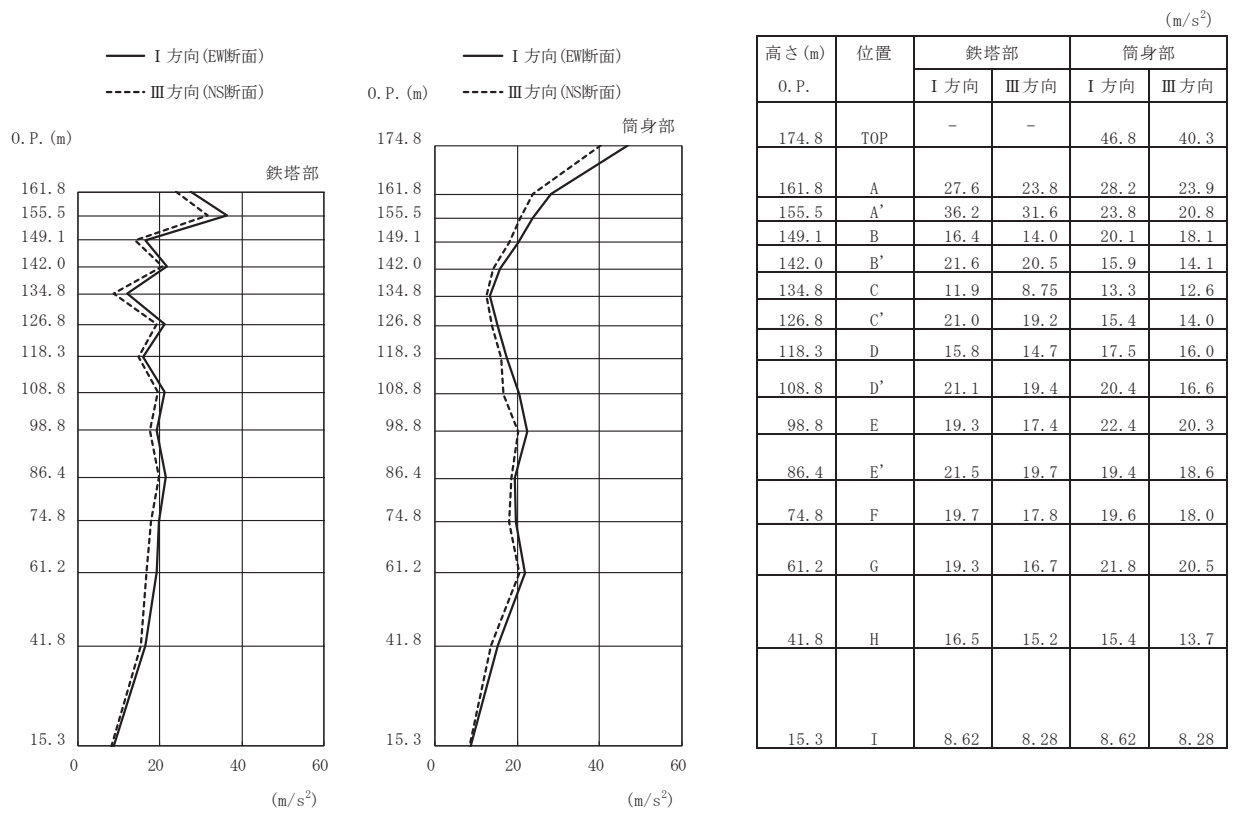 ── Ⅰ方向(EW断面)
---- Ⅲ方向(NS断面)
O.P.(m)
鉄塔部
161.8
155.5
149.1
142.0
134.8
126.8
118.3
108.8
98.8
86.4
74.8
61.2
41.8
15.3
0 20 40 60
(m/s²)
── Ⅰ方向(EW断面)
---- Ⅲ方向(NS断面)
O.P.(m)
筒身部
174.8
161.8
155.5
149.1
142.0
134.8
126.8
118.3
108.8
98.8
86.4
74.8
61.2
41.8
15.3
0 20 40 60
(m/s²)
(m/s²)
高さ(m) 位置 鉄塔部 筒身部
O.P. Ⅰ方向 Ⅲ方向 Ⅰ方向 Ⅲ方向
174.8 TOP − − 46.8 40.3
161.8 A 27.6 23.8 28.2 23.9
155.5 A' 36.2 31.6 23.8 20.8
149.1 B 16.4 14.0 20.1 18.1
142.0 B' 21.6 20.5 15.9 14.1
134.8 C 11.9 8.75 13.3 12.6
126.8 C' 21.0 19.2 15.4 14.0
118.3 D 15.8 14.7 17.5 16.0
108.8 D' 21.1 19.4 20.4 16.6
98.8 E 19.3 17.4 22.4 20.3
86.4 E' 21.5 19.7 19.4 18.6
74.8 F 19.7 17.8 19.6 18.0
61.2 G 19.3 16.7 21.8 20.5
41.8 H 16.5 15.2 15.4 13.7
15.3 I 8.62 8.28 8.62 8.28